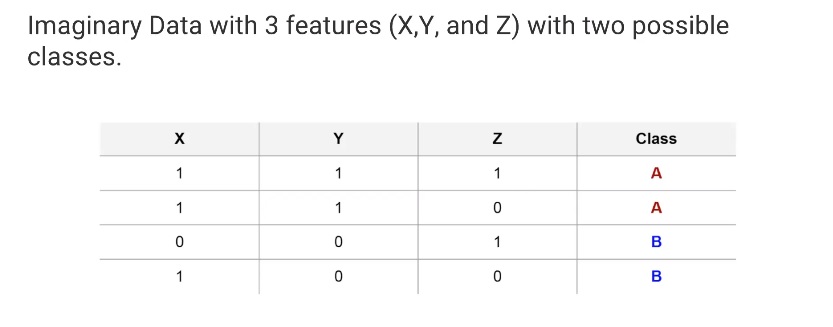 Imaginary Data with 3 features (X,Y, and Z) with two possible
classes.
X Y Z Class
1 1 1 A
1 1 0 A
0 0 1 B
1 0 0 B